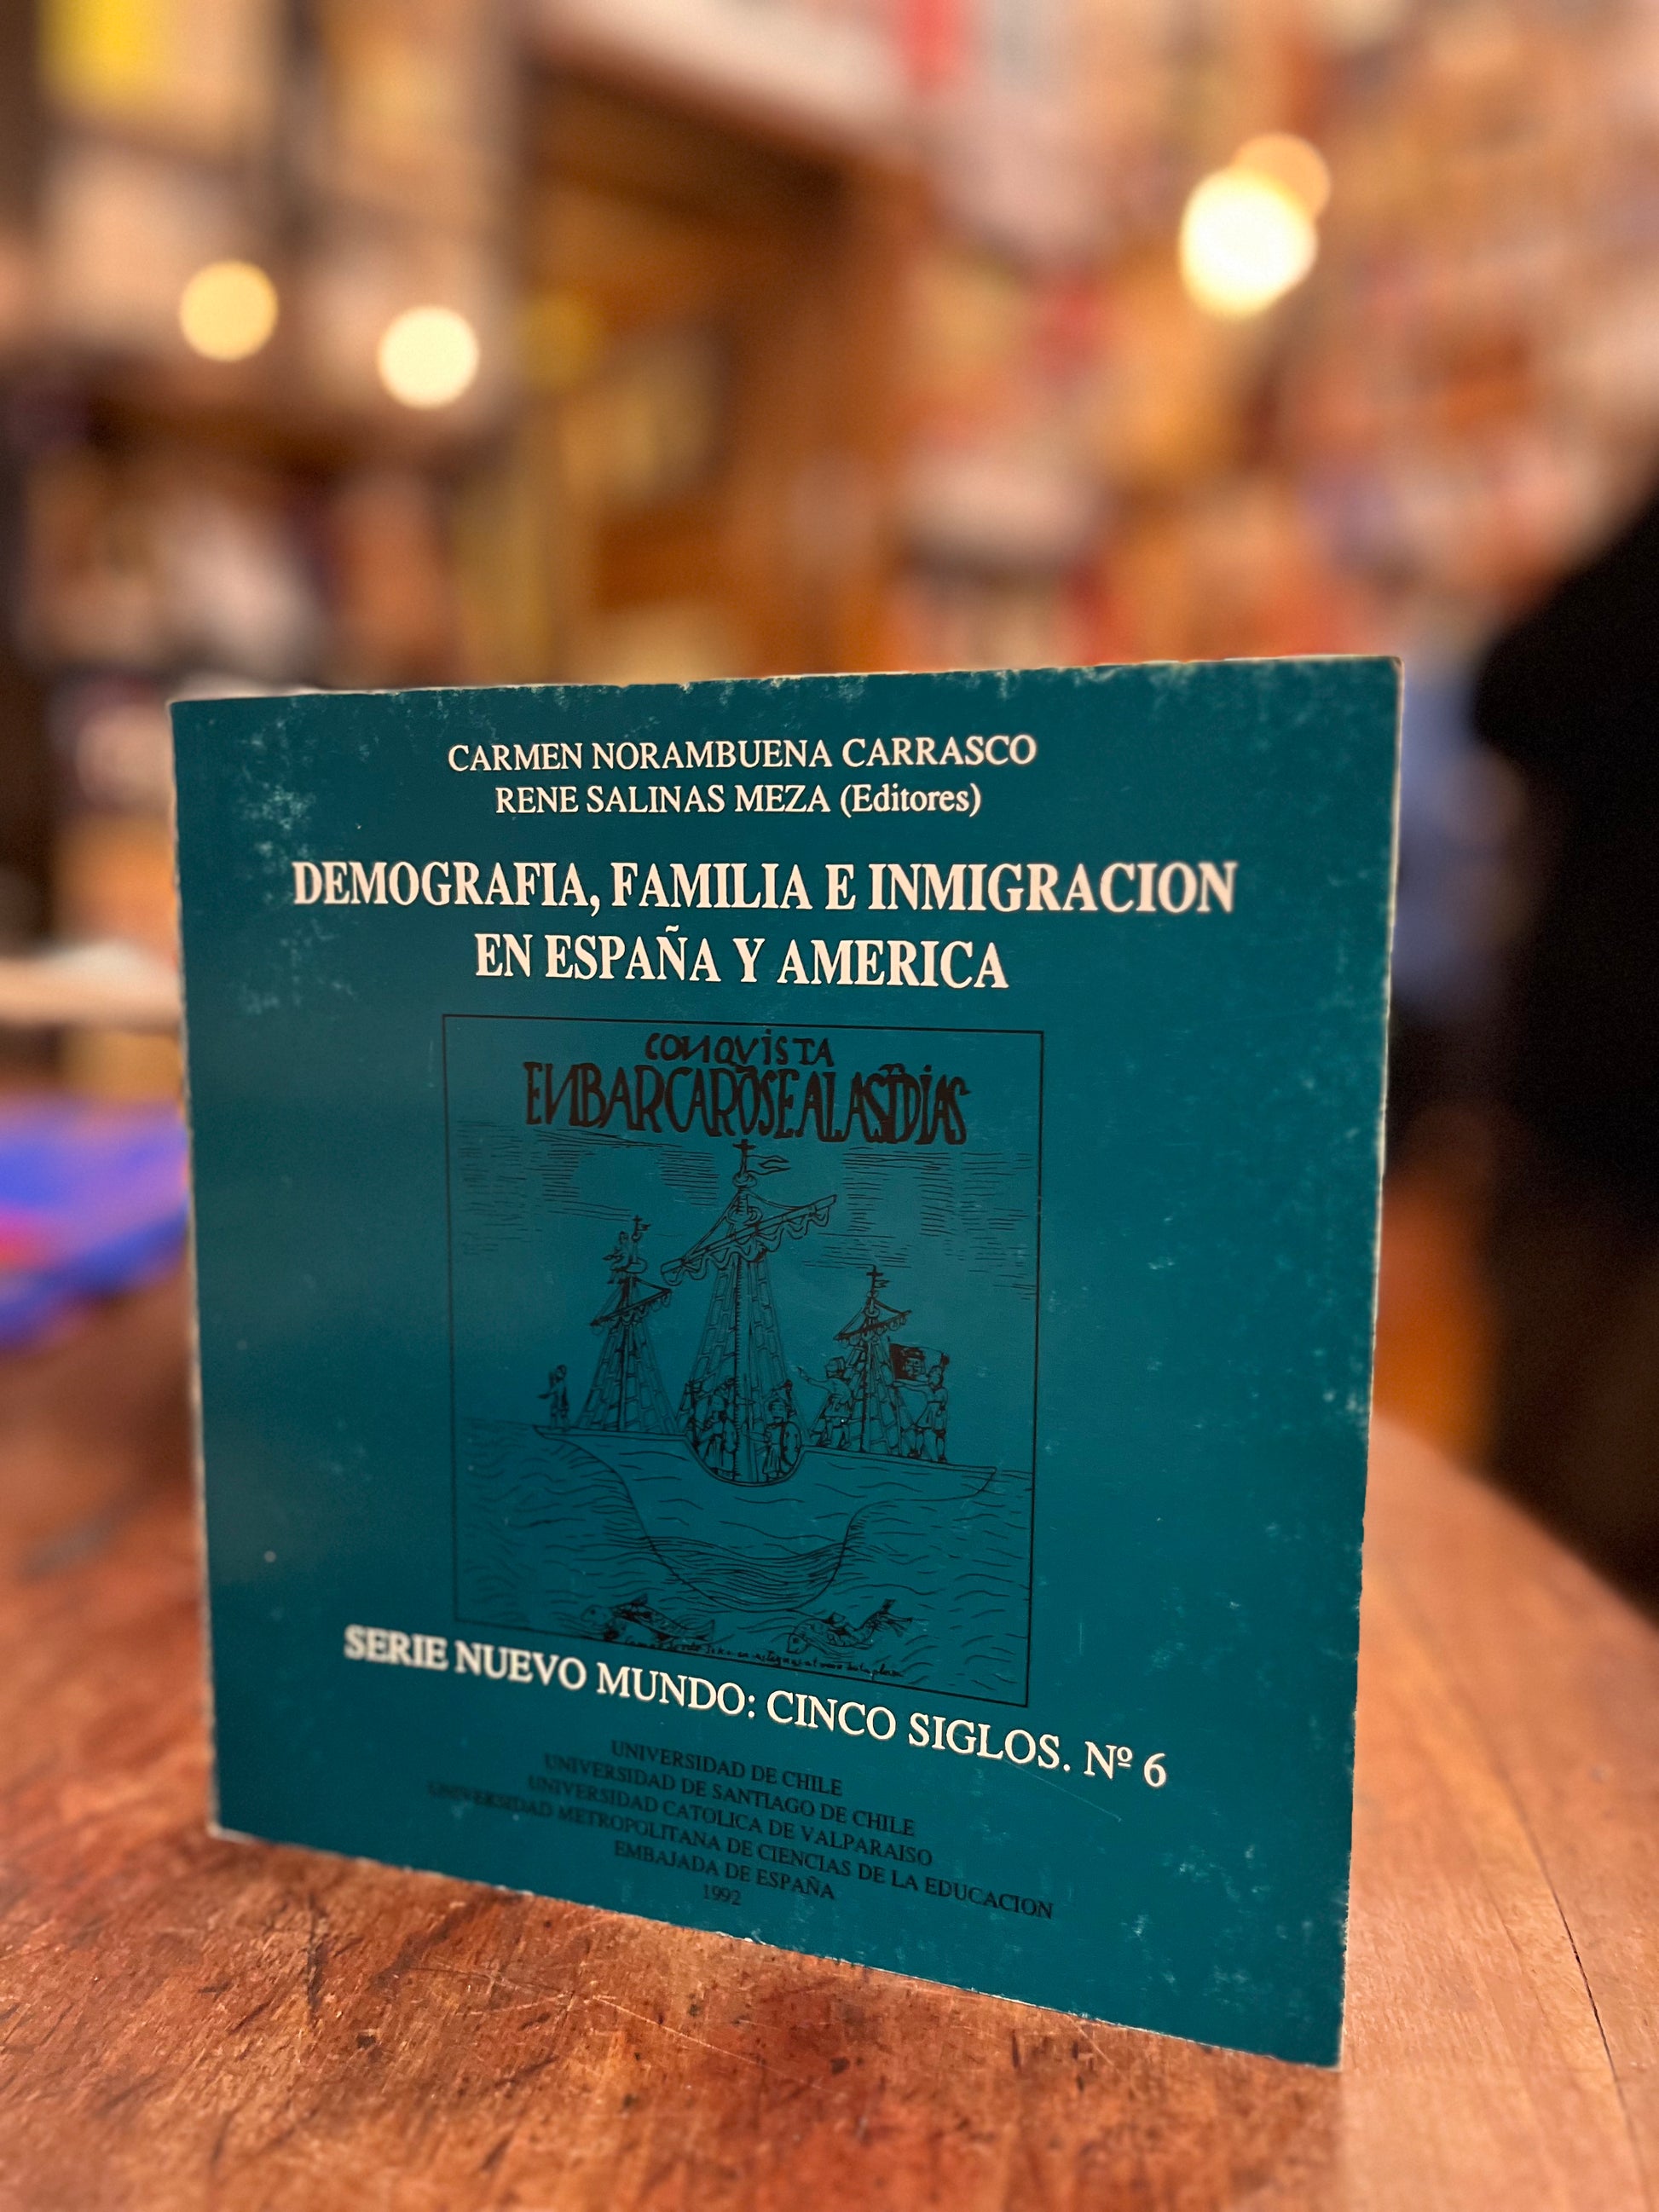 CARMEN NORAMBUENA CARRASCO
RENE SALINAS MEZA (Editores)
DEMOGRAFIA, FAMILIA E INMIGRACION
EN ESPAÑA Y AMERICA
CONQVISTA
ENBARCAROSE A LAS IDIAS
SERIE NUEVO MUNDO: CINCO SIGLOS. Nº 6
UNIVERSIDAD DE CHILE
UNIVERSIDAD DE SANTIAGO DE CHILE
UNIVERSIDAD CATOLICA DE VALPARAISO
UNIVERSIDAD METROPOLITANA DE CIENCIAS DE LA EDUCACION
EMBAJADA DE ESPAÑA
1992